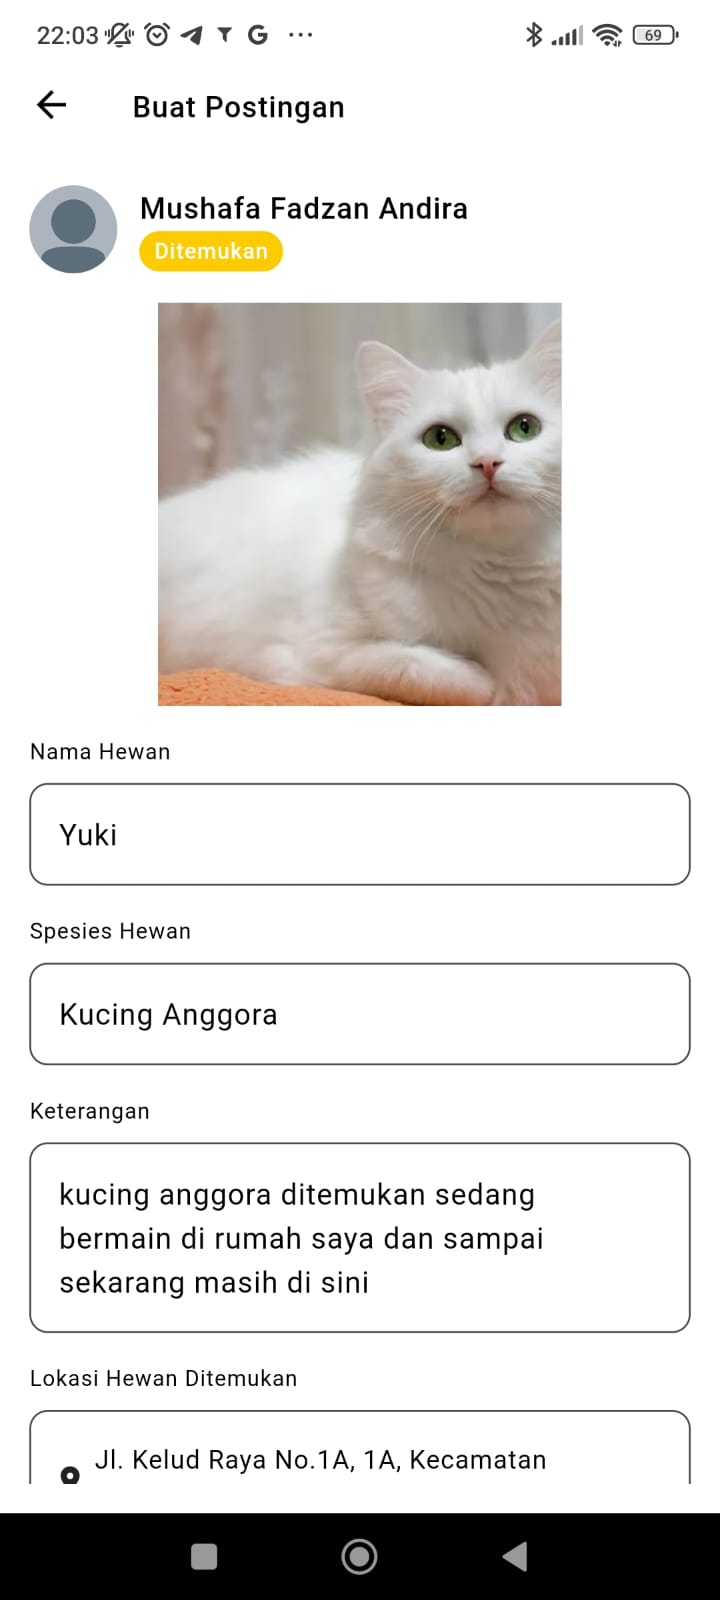 22:03
69
Buat Postingan
Mushafa Fadzan Andira
Ditemukan
Nama Hewan
Yuki
Spesies Hewan
Kucing Anggora
Keterangan
kucing anggora ditemukan sedang
bermain di rumah saya dan sampai
sekarang masih di sini
Lokasi Hewan Ditemukan
Jl. Kelud Raya No.1A, 1A, Kecamatan